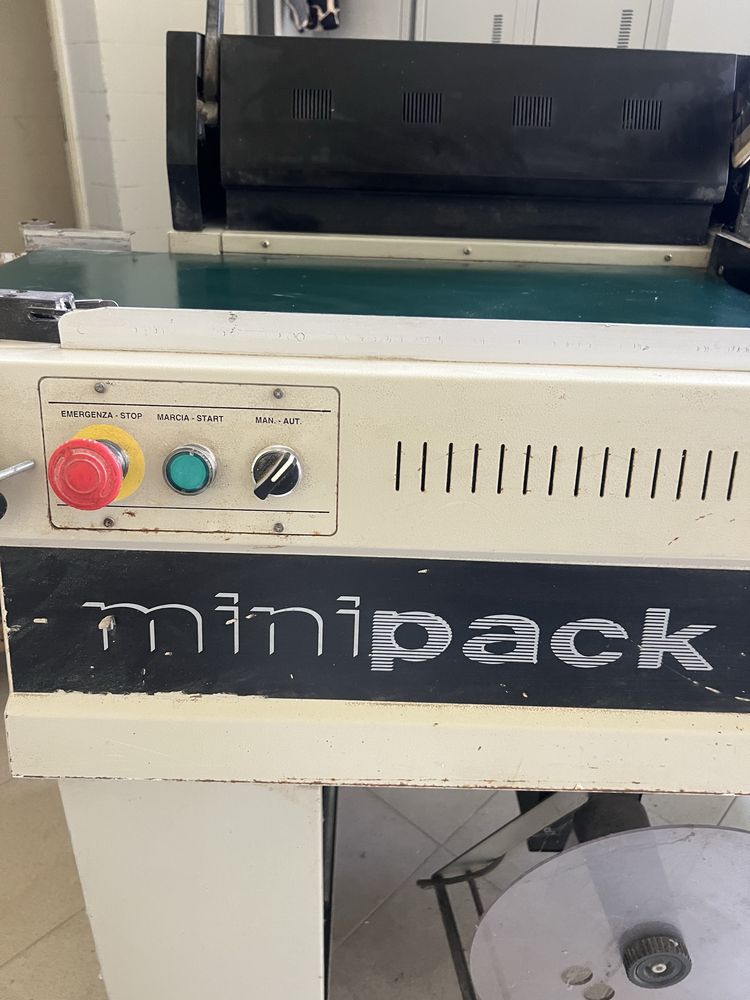 EMERGENZA - STOP MARCIA - START MAN. - AUT.
minipack